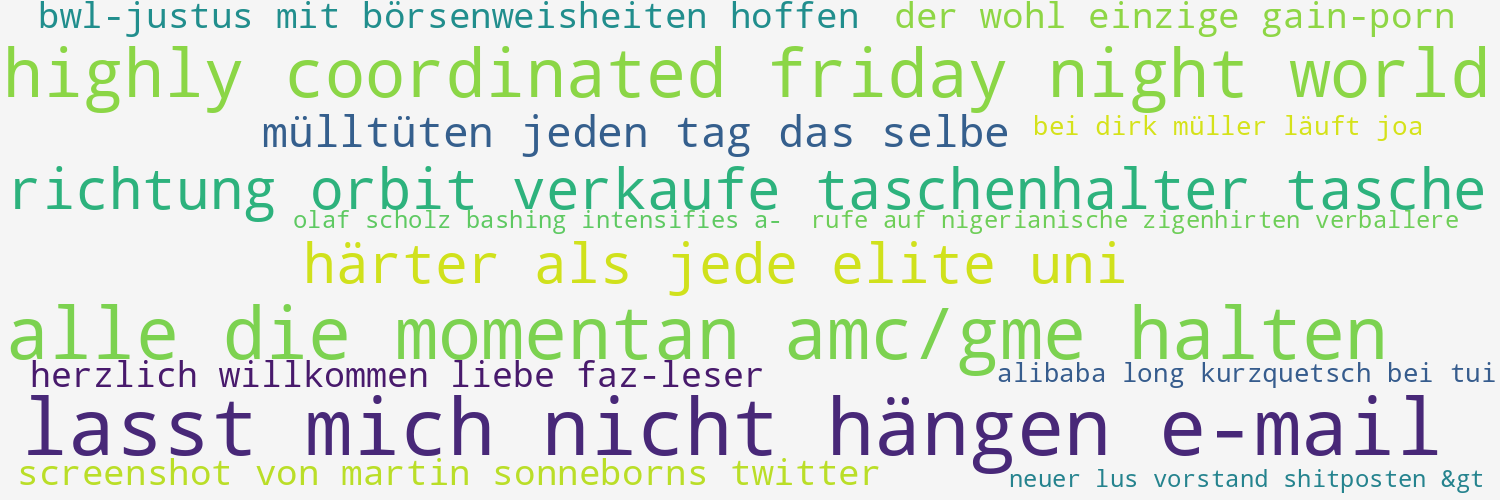 bwl-justus mit börsenweisheiten hoffen
der wohl einzige gain-porn
highly coordinated friday night world
mülltüten jeden tag das selbe
bei dirk müller läuft joa
richtung orbit verkaufe taschenhalter tasche
olaf scholz bashing intensifies a-
rufe auf nigerianische zigenhirten verballere
härter als jede elite uni
alle die momentan amc/gme halten
herzlich willkommen liebe faz-leser
alibaba long kurzquetsch bei tui
lasst mich nicht hängen e-mail
screenshot von martin sonneborns twitter
neuer lus vorstand shitposten &gt